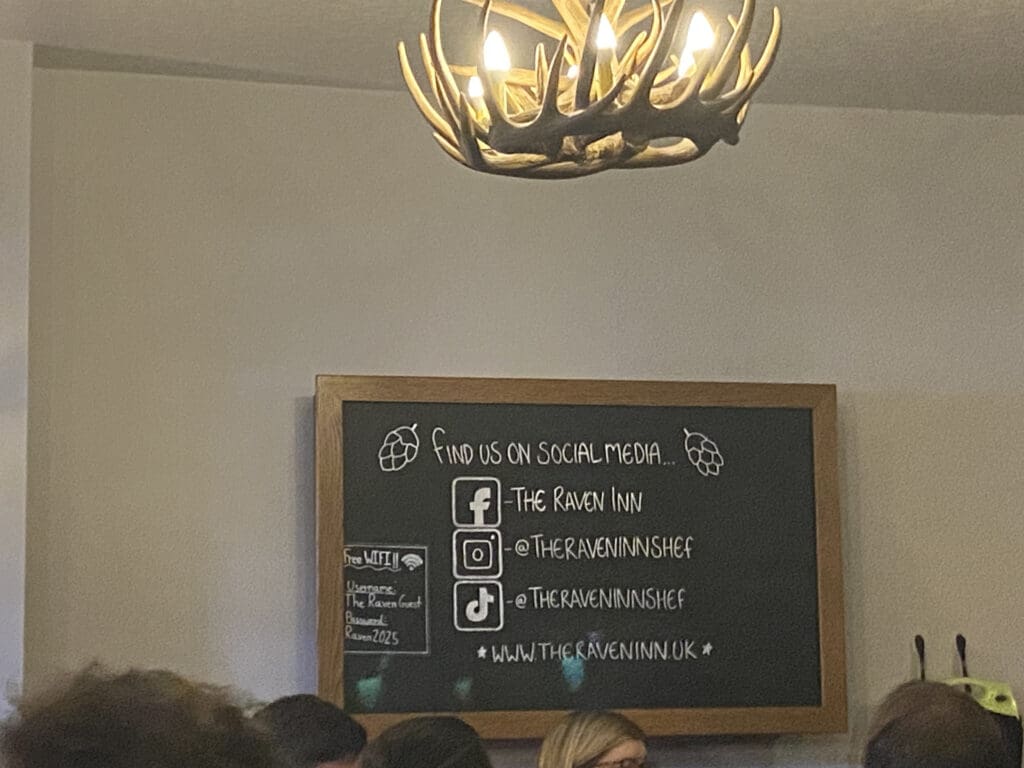 FIND US ON SOCIAL MEDIA...
f - THE RAVEN INN
- @THERAVENINNSHEF
- @THERAVENINNSHEF
*WWW.THERAVENINN.UK*
Free WIFI!!
Username:
The Raven Guest
Password:
Raven2025